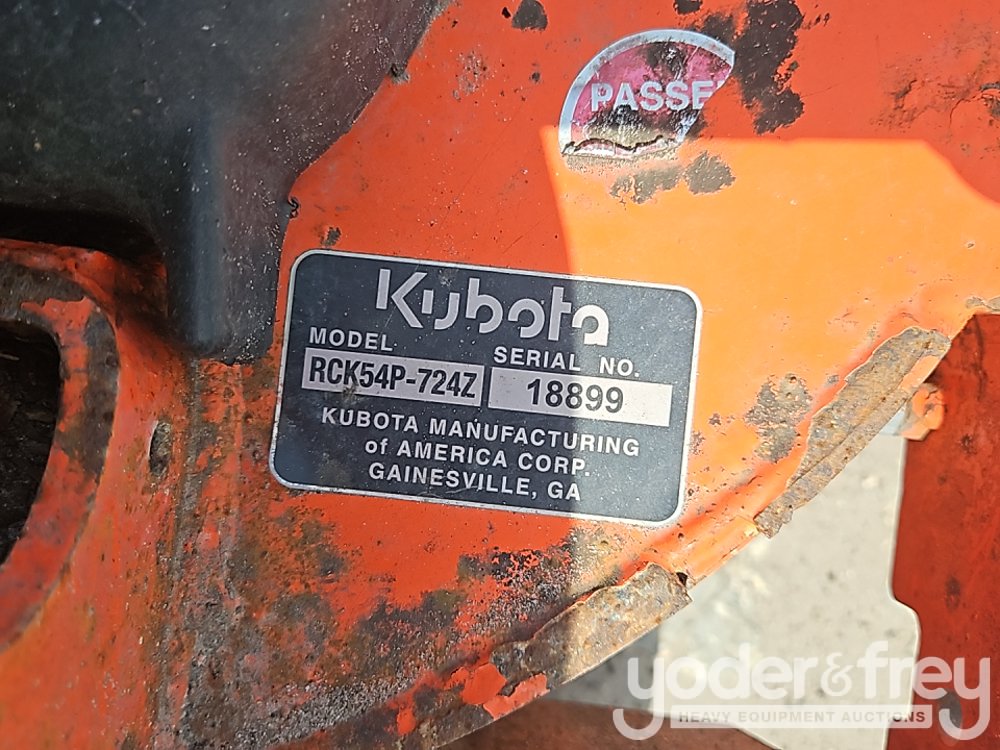 PASSE
Kubota
MODEL SERIAL NO.
RCK54P-724Z 18899
KUBOTA MANUFACTURING
of AMERICA CORP.
GAINESVILLE, GA
yoder&frey
HEAVY EQUIPMENT AUCTIONS